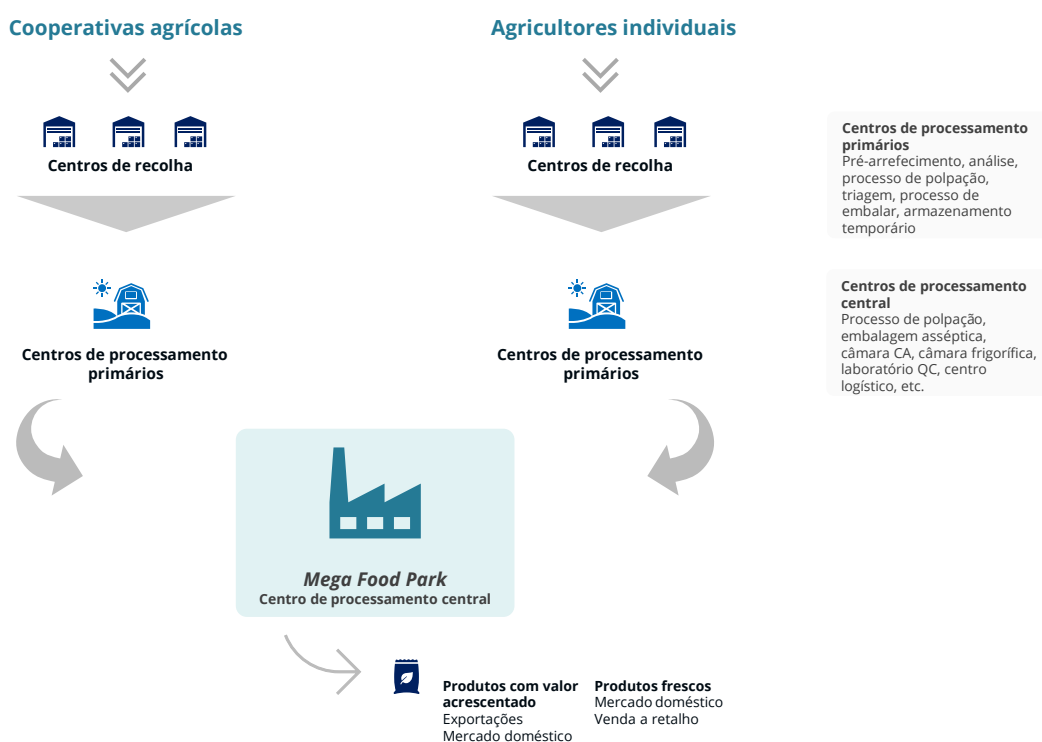 Cooperativas agrícolas
Agricultores individuais
Centros de recolha
Centros de recolha
Centros de processamento
primários
Pré-arrefecimento, análise,
processo de polpação,
triagem, processo de
embalar, armazenamento
temporário
Centros de processamento
central
Processo de polpação,
embalagem asséptica,
câmara CA, câmara frigorífica,
laboratório QC, centro
logístico, etc.
Centros de processamento
primários
Centros de processamento
primários
Mega Food Park
Centro de processamento central
Produtos com valor
acrescentado
Exportações
Mercado doméstico
Produtos frescos
Mercado doméstico
Venda a retalho